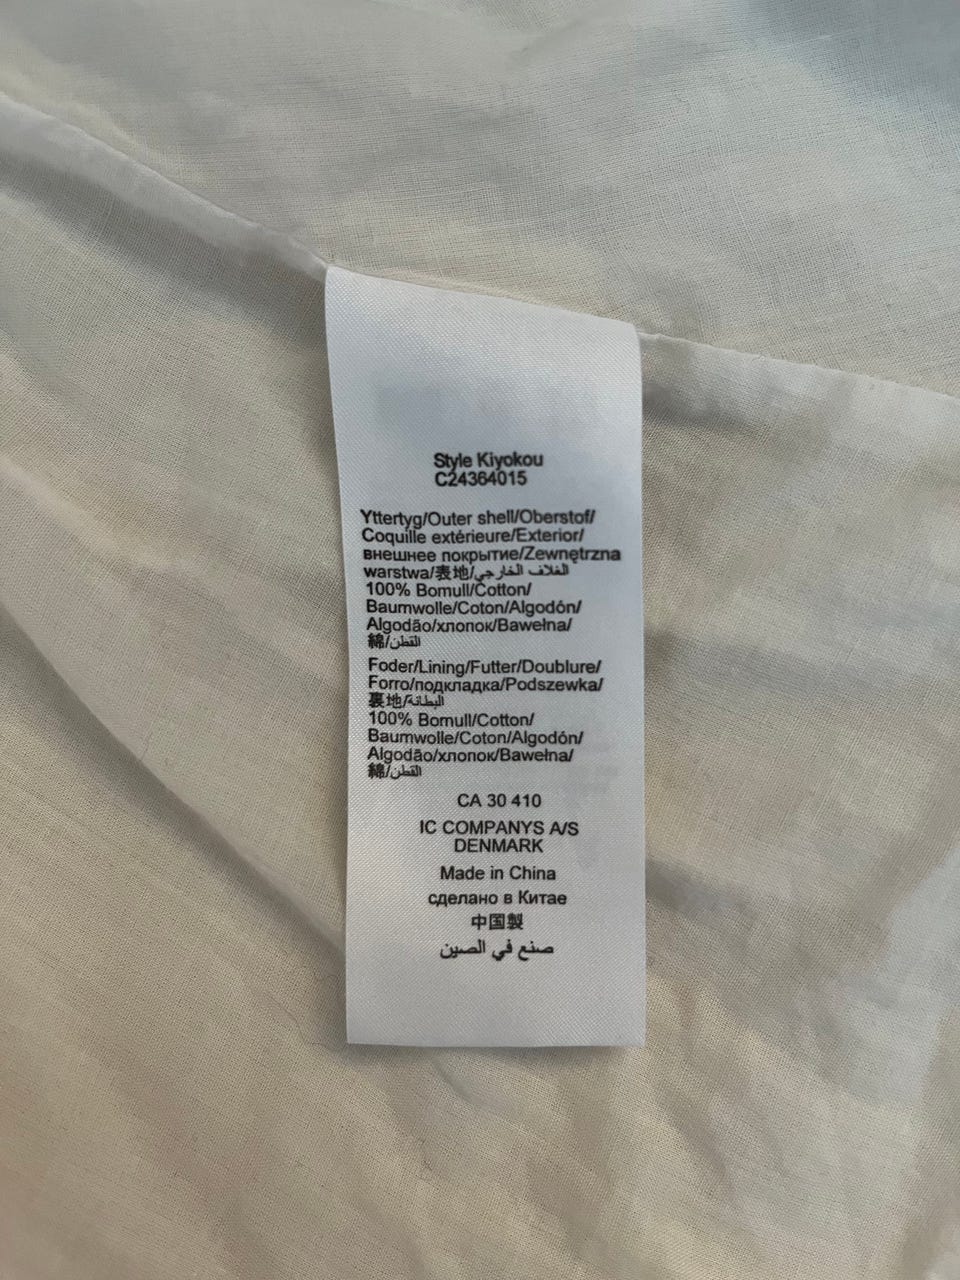 Style Kiyokou
C24364015
Yttertyg/Outer shell/Oberstof/
Coquille extérieure/Exterior/
внешнее покрытие/Zewnętrzna
warstwa/表地/الغلاف الخارجي
100% Bomull/Cotton/
Baumwolle/Coton/Algodón/
Algodão/хлопок/Bawełna/
綿/القطن
Foder/Lining/Futter/Doublure/
Forro/подкладка/Podszewka/
裏地/البطانة
100% Bomull/Cotton/
Baumwolle/Coton/Algodón/
Algodão/хлопок/Bawełna/
綿/القطن
CA 30 410
IC COMPANYS A/S
DENMARK
Made in China
сделано в Китае
中国製
صنع في الصين